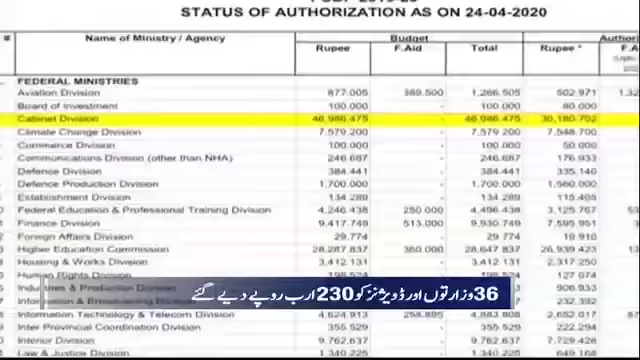 STATUS OF AUTHORIZATION AS ON 24-04-2020
Name of Ministry / Agency Budget
Rupee F.Aid Total Rupee * F.A
FEDERAL MINISTRIES
Aviation Division 877.005 389.500 1,266.505 502.971
Board of Investment 100.000 - 100.000 80.000
Cabinet Division 46,986.475 - 46,986.475 30,180.702
Climate Change Division 7,579.200 - 7,579.200 7,548.700
Commerce Division 100.000 - 100.000 50.000
Communications Division (other than NHA) 246.687 - 246.687 176.933
Defence Division 384.441 - 384.441 335.140
Defence Production Division 1,700.000 - 1,700.000 1,560.000
Establishment Division 134.289 - 134.289 115.405
Federal Education & Professional Training Division 4,246.438 250.000 4,496.438 3,125.767
Finance Division 9,417.749 513.000 9,930.749 7,595.951
Foreign Affairs Division 29.774 - 29.774 10.910
Higher Education Commission 28,287.837 360.000 28,647.837 26,939.423
Housing & Works Division 3,412.131 - 3,412.131 2,317.250
Human Rights Division 127.074
36 وزارتوں اور ڈویژنز کو 230 ارب روپے دیے گئے
906.933
232.392
Information Technology & Telecom Division 4,624.913 2,652.017
Inter Provincial Coordination Division 355.529 - 355.529 222.294
Interior Division 9,762.637 - 9,762.637 7,729.428
Law & Justice Division 1,340.225 - 1,340.225